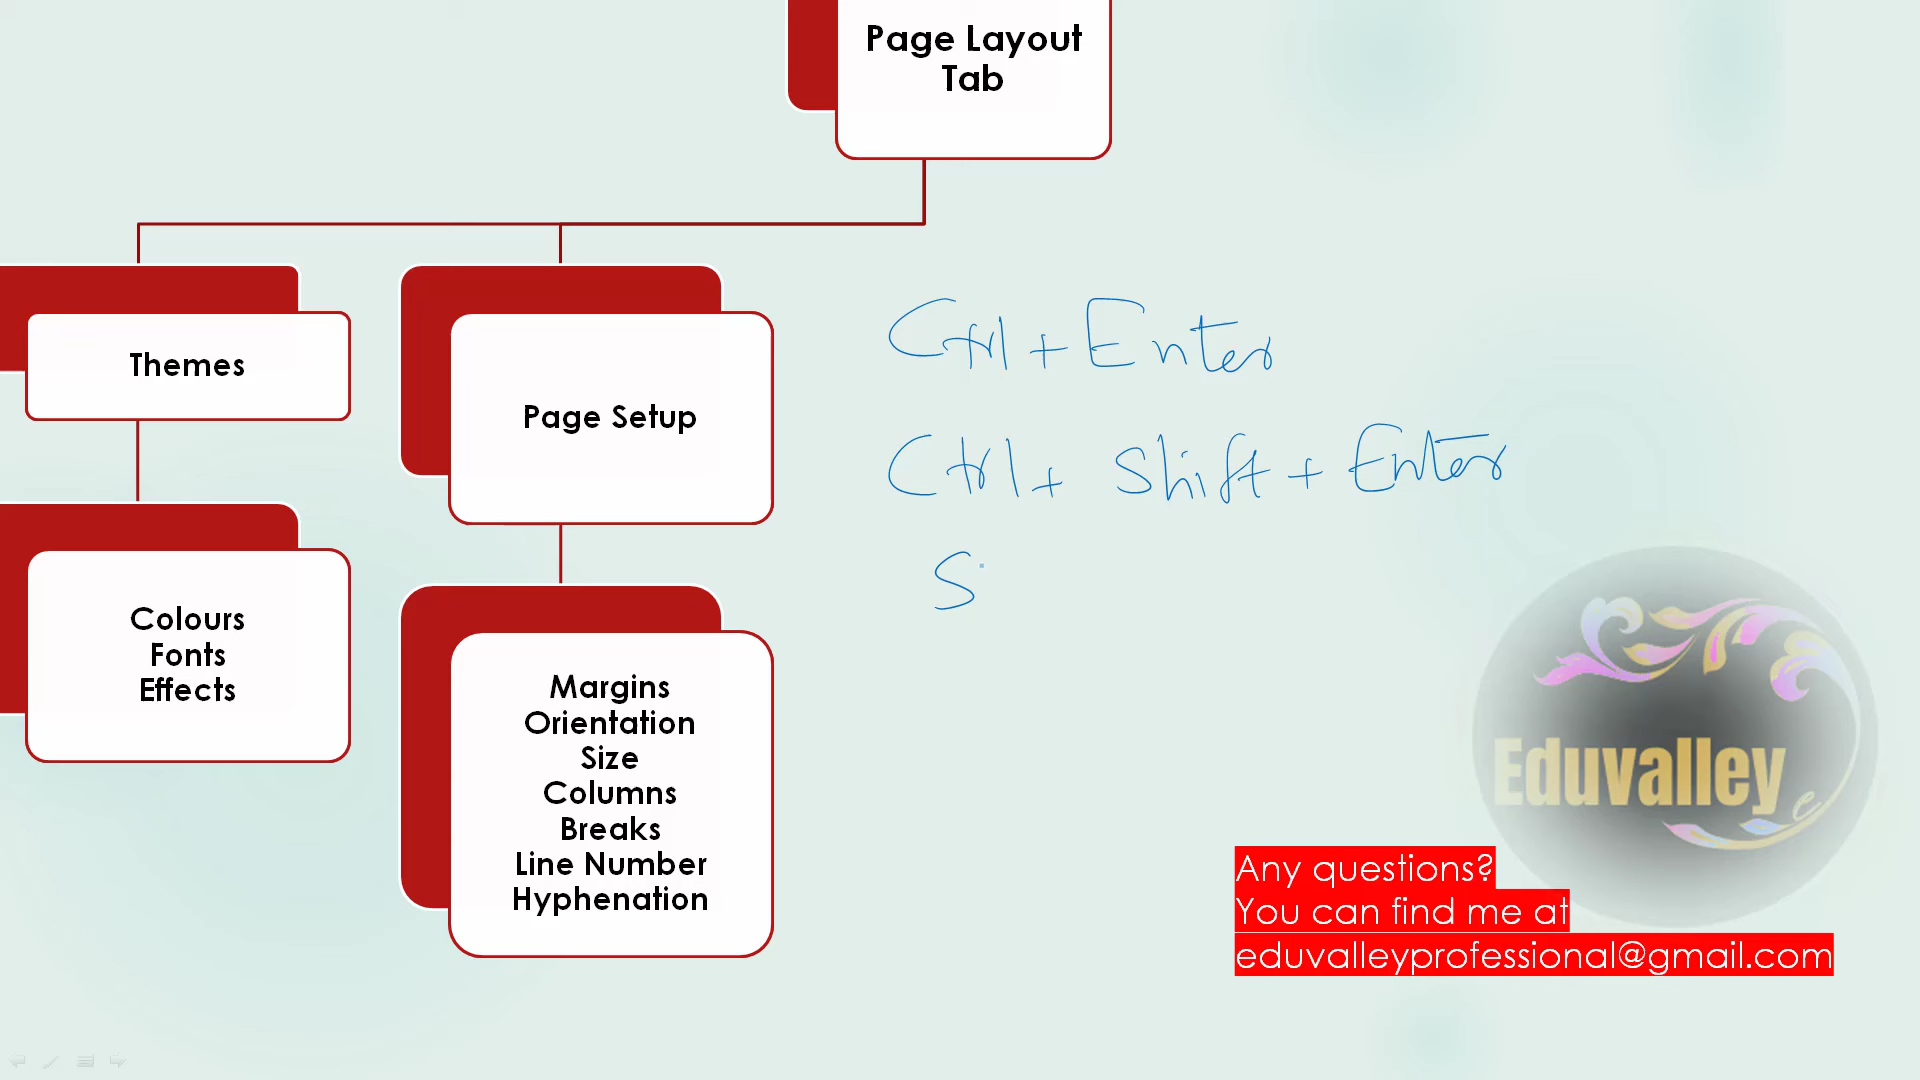 Page Layout
Tab
Themes
Page Setup
Colours
Fonts
Effects
Margins
Orientation
Size
Columns
Breaks
Line Number
Hyphenation
Ctrl + Enter
Ctrl + Shift + Enter
S
Eduvalley
e
Any questions?
You can find me at
eduvalleyprofessional@gmail.com